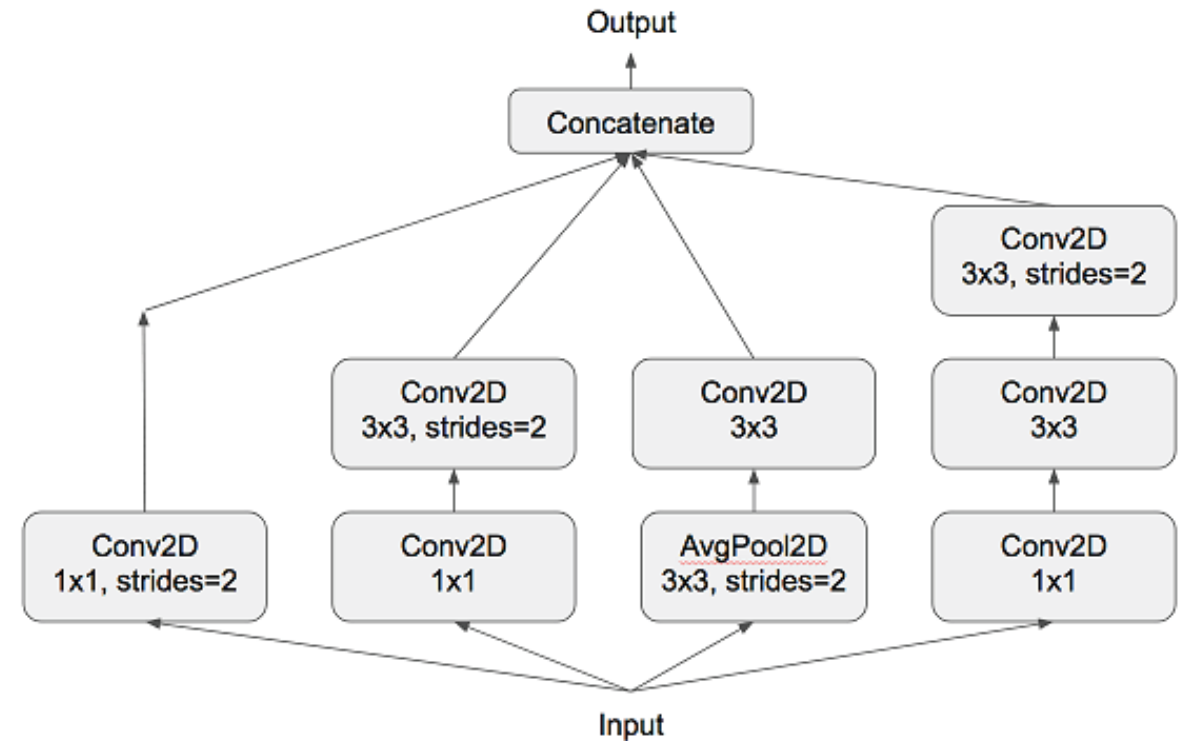 Output
Concatenate
Conv2D
3x3, strides=2
Conv2D
3x3, strides=2
Conv2D
3x3
Conv2D
3x3
Conv2D
1x1, strides=2
Conv2D
1x1
AvgPool2D
3x3, strides=2
Conv2D
1x1
Input